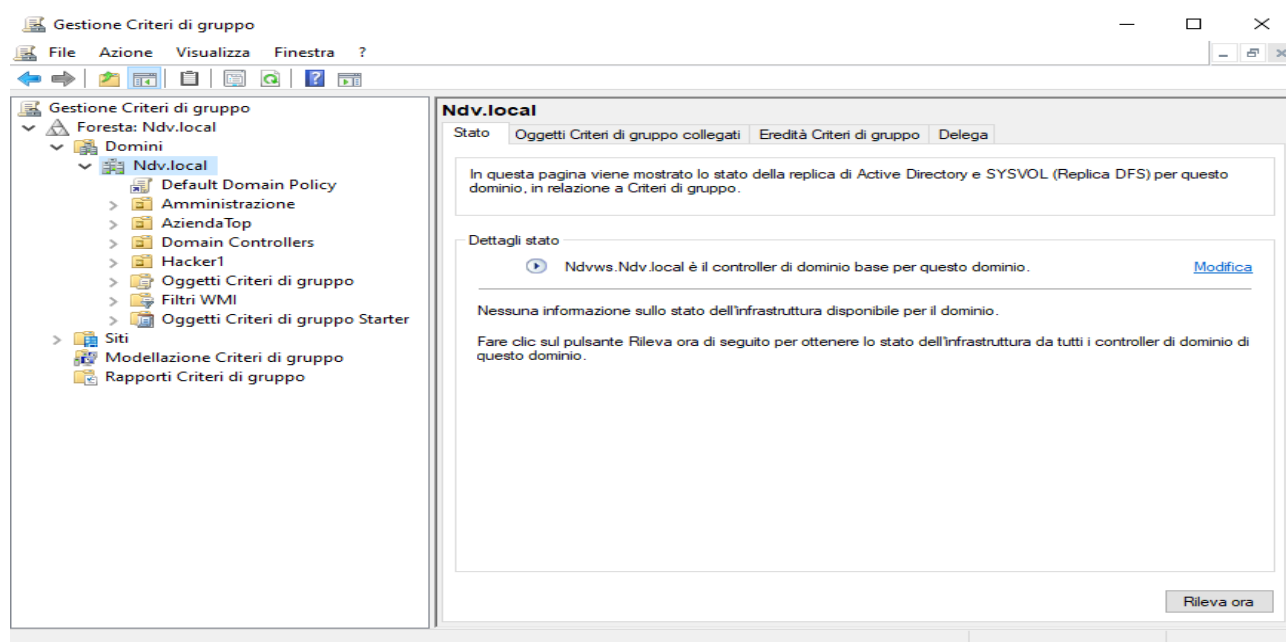 Gestione Criteri di gruppo
File Azione Visualizza Finestra ?
Gestione Criteri di gruppo
Foresta: Ndv.local
Domini
Ndv.local
Default Domain Policy
Amministrazione
AziendaTop
Domain Controllers
Hacker1
Oggetti Criteri di gruppo
Filtri WMI
Oggetti Criteri di gruppo Starter
Siti
Modellazione Criteri di gruppo
Rapporti Criteri di gruppo
Ndv.local
Stato Oggetti Criteri di gruppo collegati Eredità Criteri di gruppo Delega
In questa pagina viene mostrato lo stato della replica di Active Directory e SYSVOL (Replica DFS) per questo
dominio, in relazione a Criteri di gruppo.
Dettagli stato
Ndvws.Ndv.local è il controller di dominio base per questo dominio. Modifica
Nessuna informazione sullo stato dell'infrastruttura disponibile per il dominio.
Fare clic sul pulsante Rileva ora di seguito per ottenere lo stato dell'infrastruttura da tutti i controller di dominio di
questo dominio.
Rileva ora